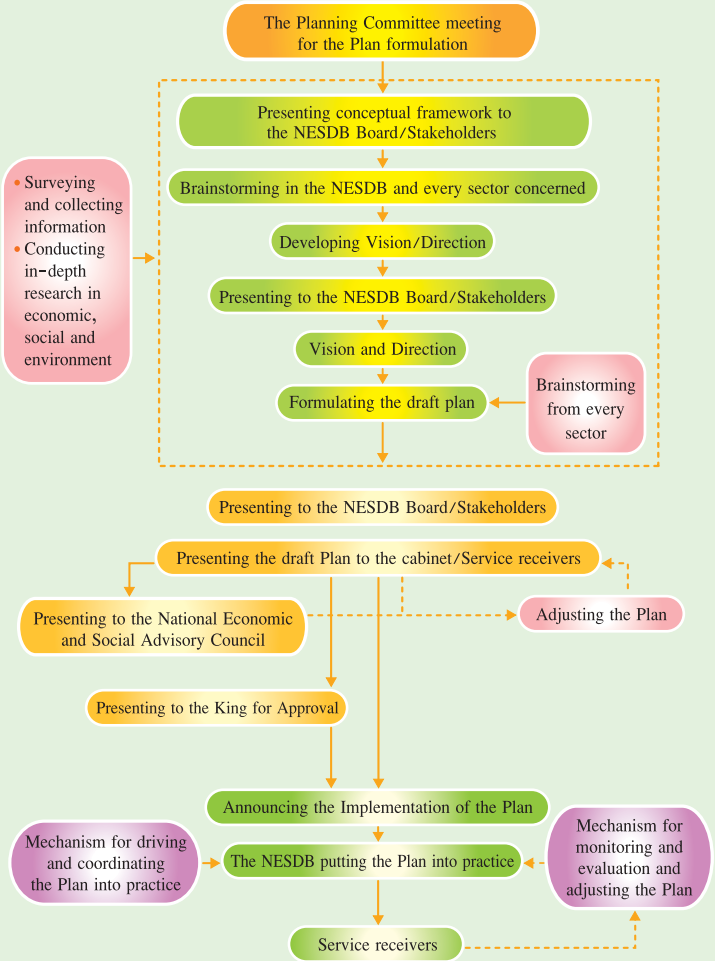 The Planning Committee meeting
for the Plan formulation
Presenting conceptual framework to
the NESDB Board/Stakeholders
• Surveying
and collecting
information
• Conducting
in-depth
research in
economic,
social and
environment
Brainstorming in the NESDB and every sector concerned
Developing Vision/Direction
Presenting to the NESDB Board/Stakeholders
Vision and Direction
Formulating the draft plan
Brainstorming
from every
sector
Presenting to the NESDB Board/Stakeholders
Presenting the draft Plan to the cabinet/Service receivers
Presenting to the National Economic
and Social Advisory Council
Adjusting the Plan
Presenting to the King for Approval
Announcing the Implementation of the Plan
Mechanism for driving
and coordinating
the Plan into practice
The NESDB putting the Plan into practice
Mechanism for
monitoring and
evaluation and
adjusting the Plan
Service receivers